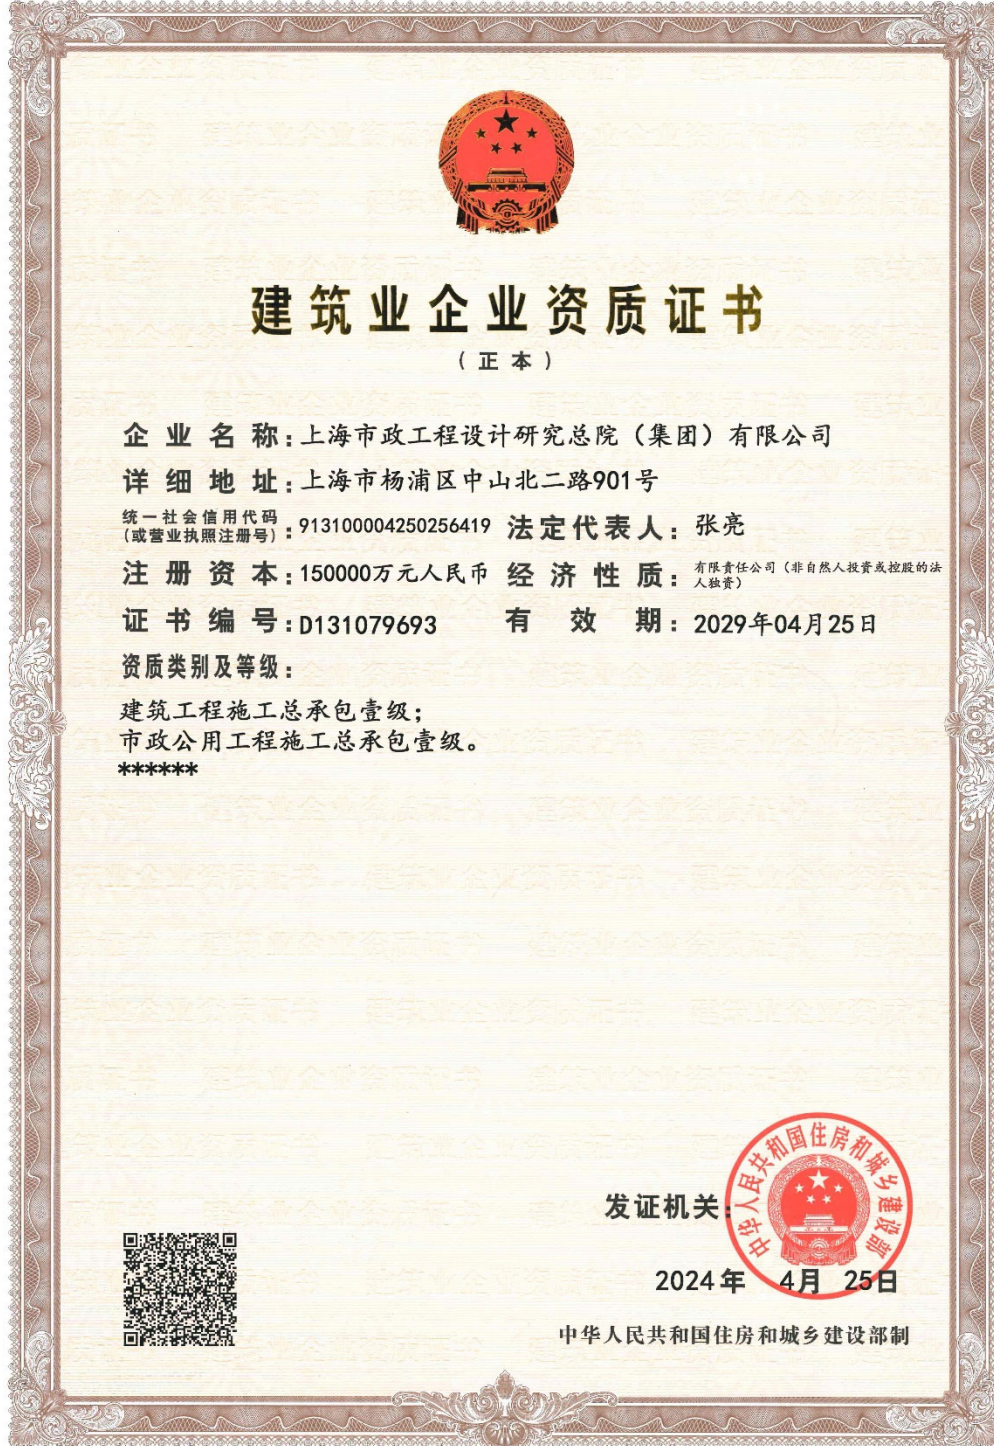 建筑业企业资质证书
（正本）
企业名称：上海市政工程设计研究总院（集团）有限公司
详细地址：上海市杨浦区中山北二路901号
统一社会信用代码
（或营业执照注册号）：913100004250256419 法定代表人：张亮
注册资本：150000万元人民币 经济性质：有限责任公司（非自然人投资或控股的法
人独资）
证书编号：D131079693 有效期：2029年04月25日
资质类别及等级：
建筑工程施工总承包壹级；
市政公用工程施工总承包壹级。
******
中华人民共和国住房和城乡建设部
发证机关：
2024年 4月 25日
中华人民共和国住房和城乡建设部制